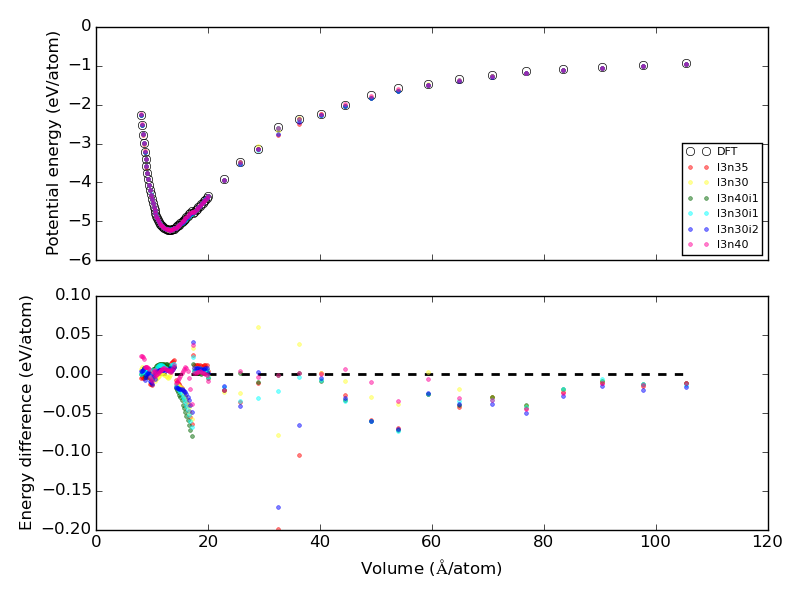 0
−1
−2
−3
−4
−5
−6
Potential energy (eV/atom)
DFT
l3n35
l3n30
l3n40i1
l3n30i1
l3n30i2
l3n40
0.10
0.05
0.00
−0.05
−0.10
−0.15
−0.20
Energy difference (eV/atom)
0 20 40 60 80 100 120
Volume (Å/atom)